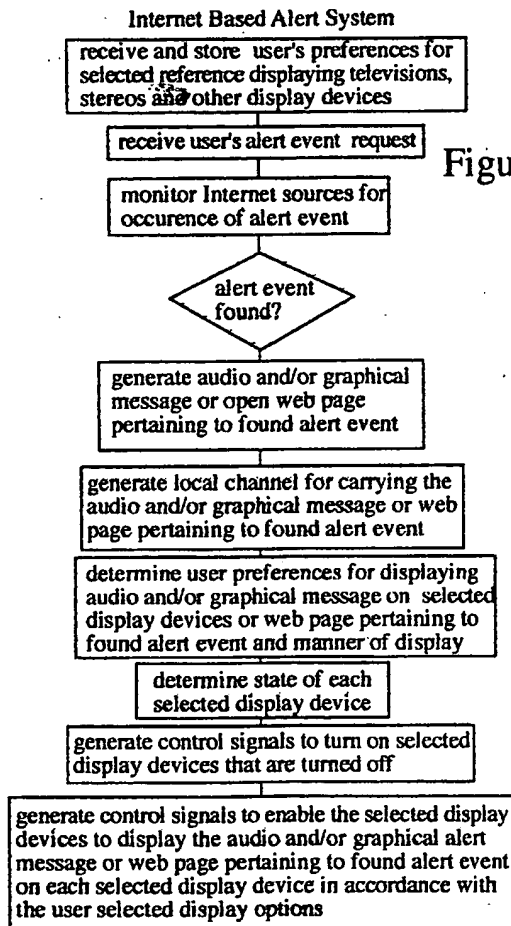 Internet Based Alert System
receive and store user's preferences for
selected reference displaying televisions,
stereos and other display devices
receive user's alert event request
Figu
monitor Internet sources for
occurence of alert event
alert event
found?
generate audio and/or graphical
message or open web page
pertaining to found alert event
generate local channel for carrying the
audio and/or graphical message or web
page pertaining to found alert event
determine user preferences for displaying
audio and/or graphical message on selected
display devices or web page pertaining to
found alert event and manner of display
determine state of each
selected display device
generate control signals to turn on selected
display devices that are turned off
generate control signals to enable the selected display
devices to display the audio and/or graphical alert
message or web page pertaining to found alert event
on each selected display device in accordance with
the user selected display options